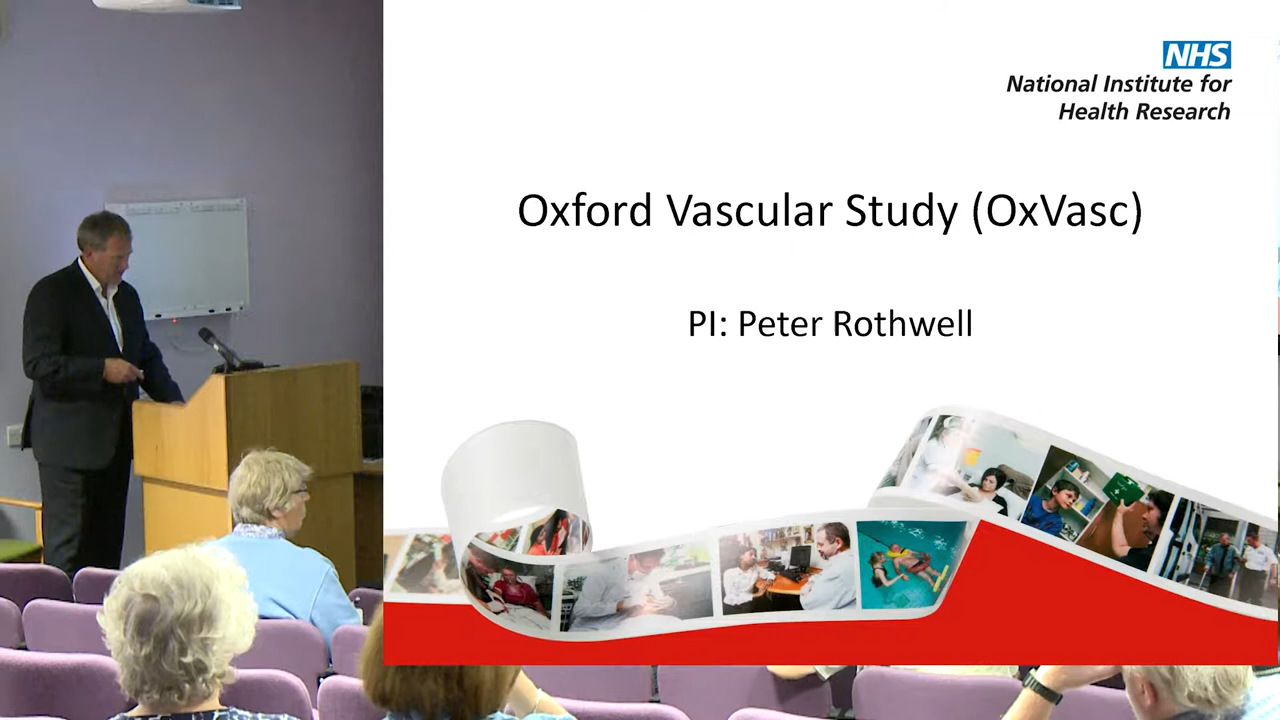 NHS
National Institute for
Health Research
Oxford Vascular Study (OxVasc)
PI: Peter Rothwell